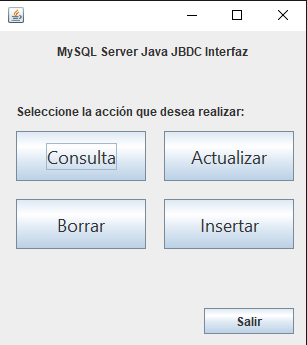 MySQL Server Java JBDC Interfaz
Seleccione la acción que desea realizar:
Consulta Actualizar
Borrar Insertar
Salir